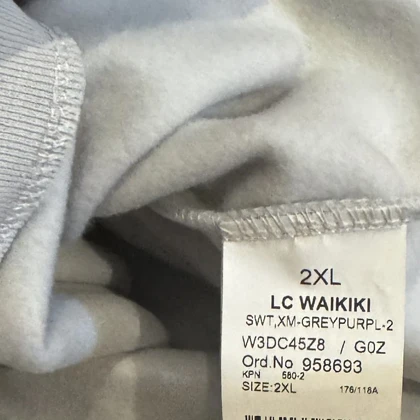 2XL
LC WAIKIKI
SWT,XM-GREYPURPL-2
W3DC45Z8 / G0Z
Ord.No 958693
KPN 580-2
SIZE:2XL 176/118A